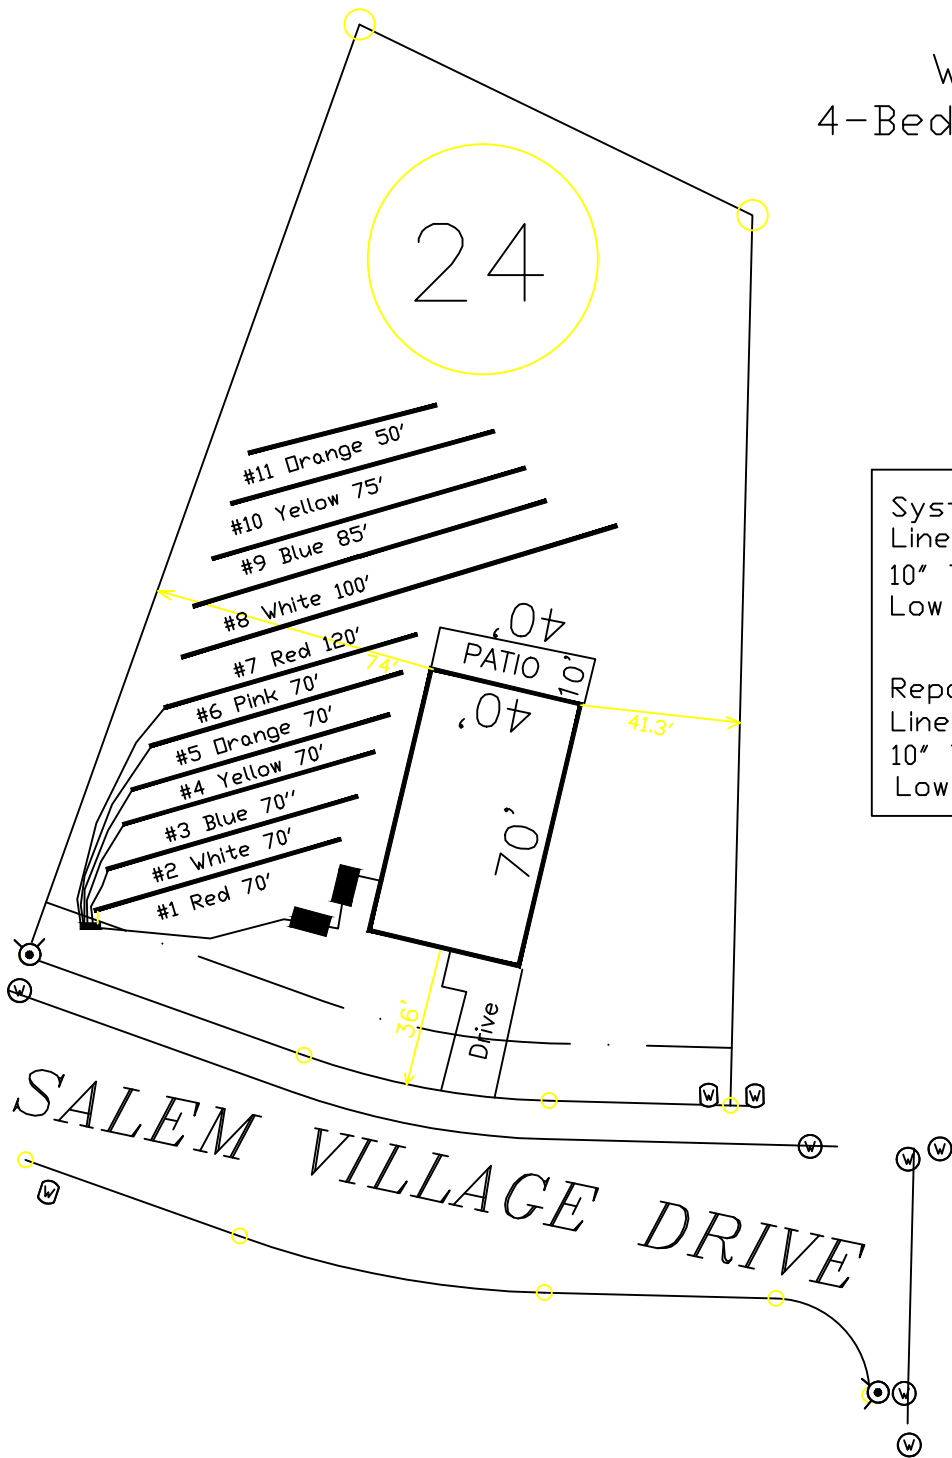 W
4-Bed
24
#11 Orange 50'
#10 Yellow 75'
#9 Blue 85'
#8 White 100'
#7 Red 120'
#6 Pink 70'
#5 Orange 70'
#4 Yellow 70'
#3 Blue 70''
#2 White 70'
#1 Red 70'
Syst
Line
10" T
Low
Repa
Line
10" T
Low
40'
PATIO
10'
74'
40'
41.3'
70'
36'
Drive
W
W
W
W
W
W
W
SALEM VILLAGE DRIVE
W
W